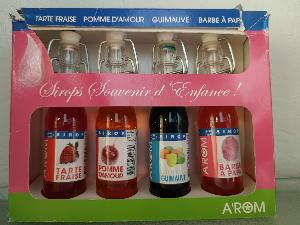 TARTE FRAISE POMME D'AMOUR GUIMAUVE BARBE À PAPA
Sirops Souvenir d'Enfance !
SIROP SIROP SIROP
TARTE FRAISE
POMME D'AMOUR
GUIMAUVE
A'ROM
BARBE À PAPA
A'ROM